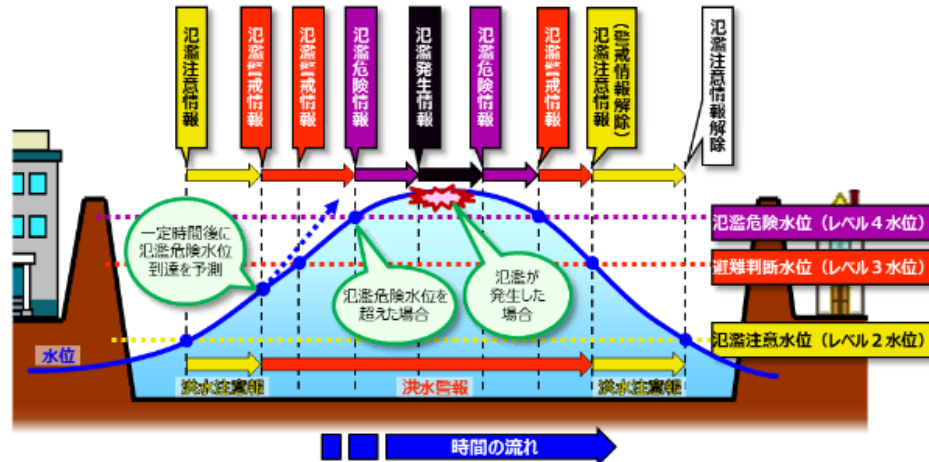 氾濫注意情報
氾濫警戒情報
氾濫警戒情報
氾濫危険情報
氾濫発生情報
氾濫危険情報
氾濫警戒情報
氾濫注意情報
(警戒情報解除)
氾濫注意情報解除
一定時間後に
氾濫危険水位
到達を予測
氾濫危険水位を
超えた場合
氾濫が
発生した
場合
氾濫危険水位（レベル４水位）
避難判断水位（レベル３水位）
氾濫注意水位（レベル２水位）
水位
洪水注意報
洪水警報
洪水注意報
時間の流れ